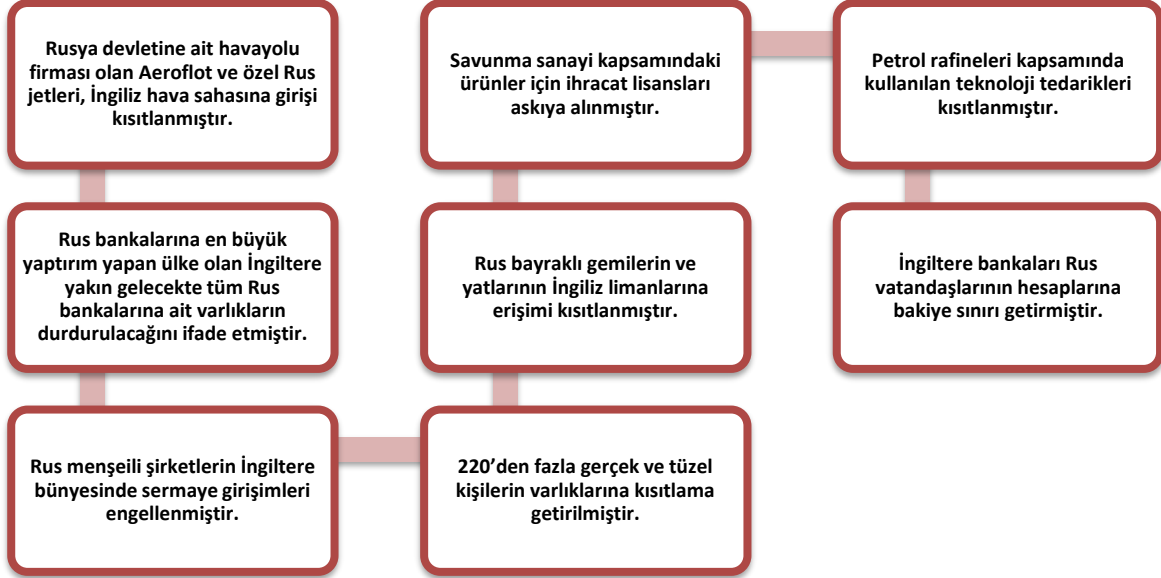 Rusya devletine ait havayolu
firması olan Aeroflot ve özel Rus
jetleri, İngiliz hava sahasına girişi
kısıtlanmıştır.
Rus bankalarına en büyük
yaptırım yapan ülke olan İngiltere
yakın gelecekte tüm Rus
bankalarına ait varlıkların
durdurulacağını ifade etmiştir.
Rus menşeili şirketlerin İngiltere
bünyesinde sermaye girişimleri
engellenmiştir.
220’den fazla gerçek ve tüzel
kişilerin varlıklarına kısıtlama
getirilmiştir.
Rus bayraklı gemilerin ve
yatlarının İngiliz limanlarına
erişimi kısıtlanmıştır.
Savunma sanayi kapsamındaki
ürünler için ihracat lisansları
askıya alınmıştır.
Petrol rafineleri kapsamında
kullanılan teknoloji tedarikleri
kısıtlanmıştır.
İngiltere bankaları Rus
vatandaşlarının hesaplarına
bakiye sınırı getirmiştir.